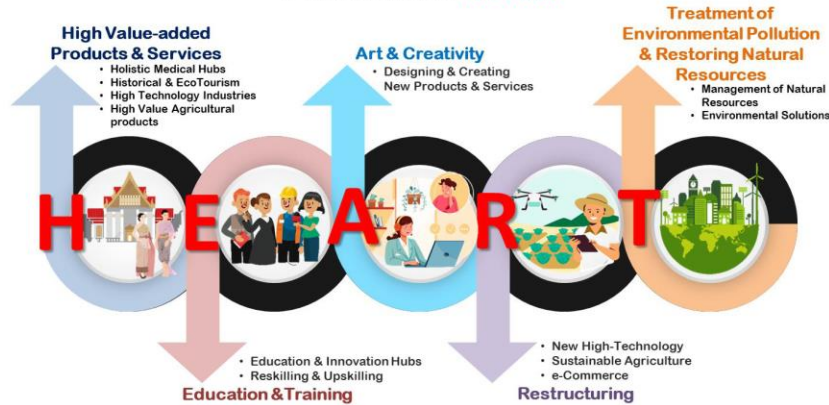 High Value-added
Products & Services
• Holistic Medical Hubs
• Historical & EcoTourism
• High Technology Industries
• High Value Agricultural
products
Art & Creativity
• Designing & Creating
New Products & Services
Treatment of
Environmental Pollution
& Restoring Natural
Resources
• Management of Natural
Resources
• Environmental Solutions
H E A R T
• Education & Innovation Hubs
• Reskilling & Upskilling
Education &Training
• New High-Technology
• Sustainable Agriculture
• e-Commerce
Restructuring